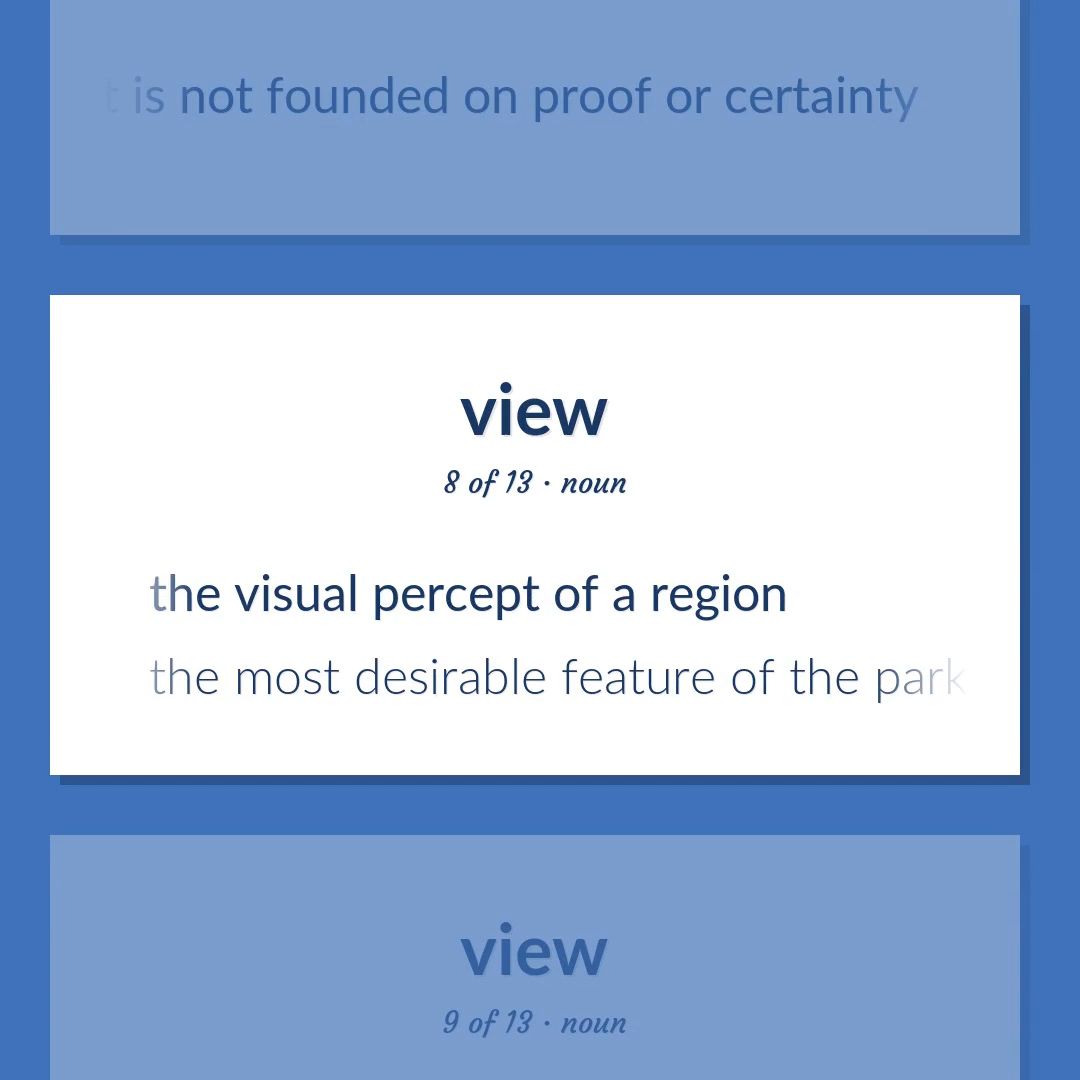 is not founded on proof or certainty
view
8 of 13 · noun
the visual percept of a region
the most desirable feature of the park
view
9 of 13 · noun